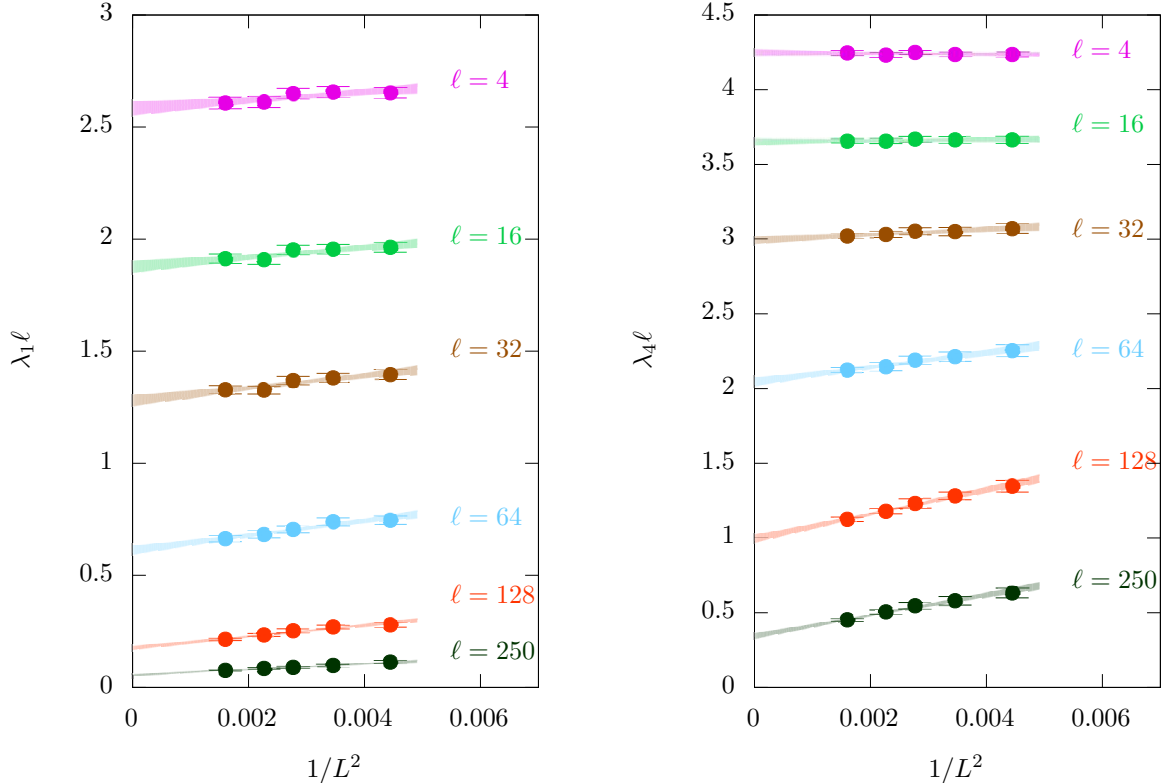 3
2.5
2
1.5
1
0.5
0
0
0.002
0.004
0.006
λ₁ℓ
1/L²
ℓ = 4
ℓ = 16
ℓ = 32
ℓ = 64
ℓ = 128
ℓ = 250
4.5
4
3.5
3
2.5
2
1.5
1
0.5
0
0
0.002
0.004
0.006
λ₄ℓ
1/L²
ℓ = 4
ℓ = 16
ℓ = 32
ℓ = 64
ℓ = 128
ℓ = 250